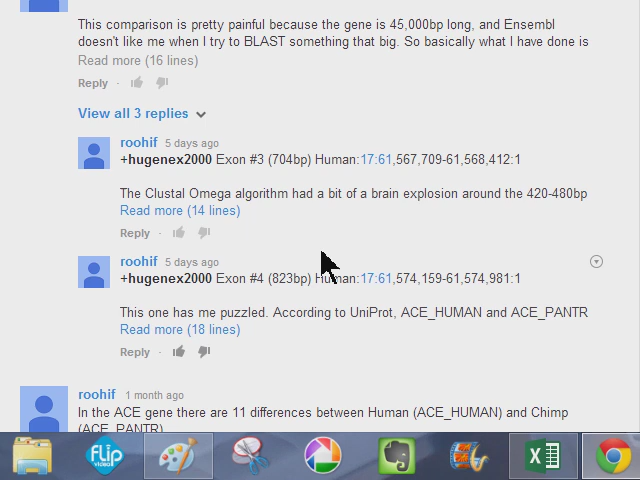 This comparison is pretty painful because the gene is 45,000bp long, and Ensembl
doesn't like me when I try to BLAST something that big. So basically what I have done is
Read more (16 lines)
Reply ·
View all 3 replies
roohif 5 days ago
+hugenex2000 Exon #3 (704bp) Human:17:61,567,709-61,568,412:1
The Clustal Omega algorithm had a bit of a brain explosion around the 420-480bp
Read more (14 lines)
Reply ·
roohif 5 days ago
+hugenex2000 Exon #4 (823bp) Human:17:61,574,159-61,574,981:1
This one has me puzzled. According to UniProt, ACE_HUMAN and ACE_PANTR
Read more (18 lines)
Reply ·
roohif 1 month ago
In the ACE gene there are 11 differences between Human (ACE_HUMAN) and Chimp
(ACE_PANTR)
flip
video
X